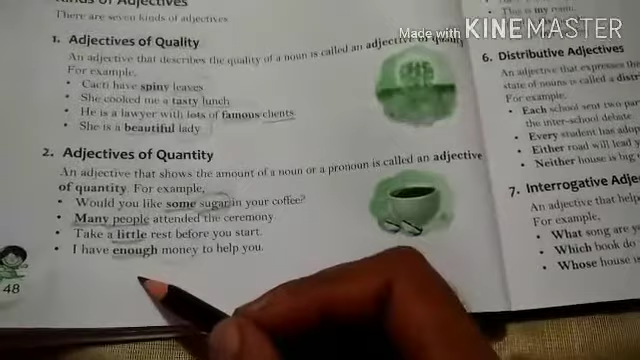 Kinds of Adjectives
There are seven kinds of adjectives
1. Adjectives of Quality
An adjective that describes the quality of a noun is called an adjective of quality
For example,
• Cacti have spiny leaves
• She cooked me a tasty lunch
• He is a lawyer with lots of famous clients
• She is a beautiful lady
2. Adjectives of Quantity
An adjective that shows the amount of a noun or a pronoun is called an adjective
of quantity. For example,
• Would you like some sugar in your coffee?
• Many people attended the ceremony.
• Take a little rest before you start.
• I have enough money to help you.
48
• This is my room.
Made with KINEMASTER
6. Distributive Adjectives
An adjective that expresses the
state of nouns is called a
For example,
• Each school sent two
the inter-school debate
• Every student has
• Either road will lead
• Neither house is big
7. Interrogative
An adjective that
For example,
• What song are
• Which book do
• Whose house